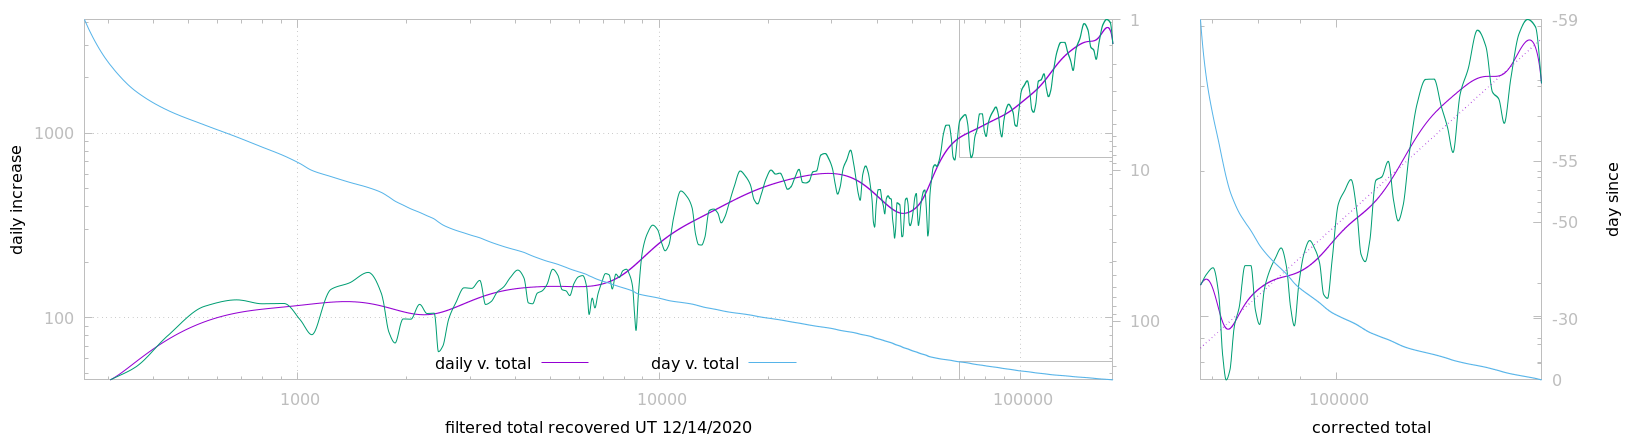 daily increase
1000
100
1
10
100
daily v. total
day v. total
1000
10000
100000
filtered total recovered UT 12/14/2020
-59
-55
-50
-30
0
day since
100000
corrected total